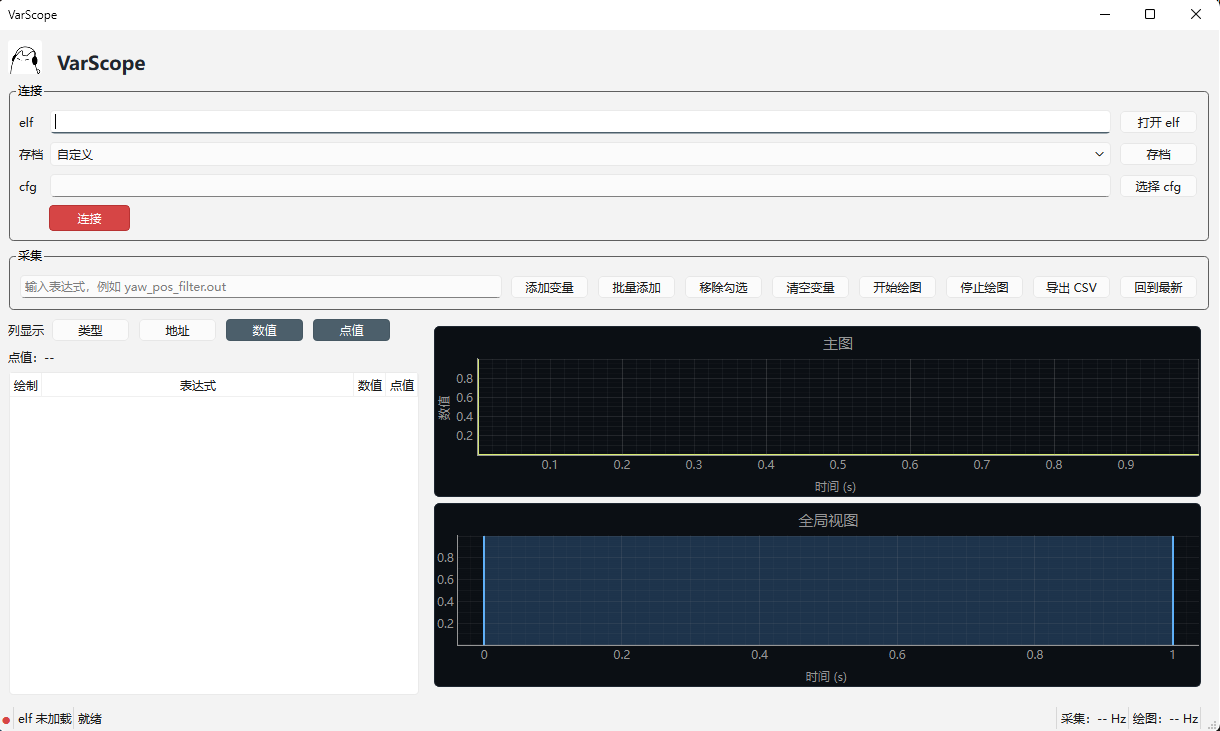 VarScope
VarScope
连接
elf
打开 elf
存档 自定义 存档
cfg
选择 cfg
连接
采集
输入表达式，例如 yaw_pos_filter.out 添加变量 批量添加 移除勾选 清空变量 开始绘图 停止绘图 导出 CSV 回到最新
列显示 类型 地址 数值 点值
点值：--
绘制 表达式 数值 点值
主图
数值
0.8
0.6
0.4
0.2
0.1 0.2 0.3 0.4 0.5 0.6 0.7 0.8 0.9
时间 (s)
全局视图
0.8
0.6
0.4
0.2
0 0.2 0.4 0.6 0.8 1
时间 (s)
elf 未加载 就绪 采集：-- Hz 绘图：-- Hz